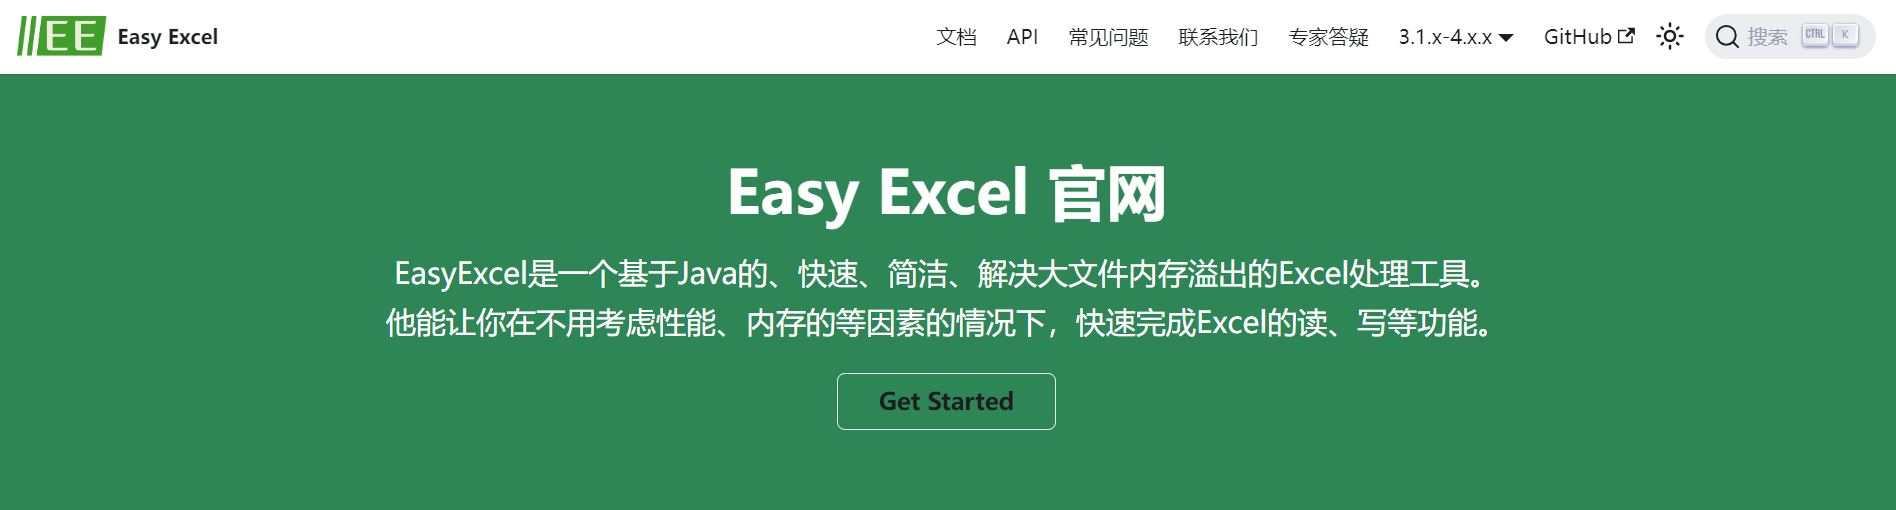 EE Easy Excel 文档 API 常见问题 联系我们 专家答疑 3.1.x-4.x.x GitHub 搜索 CTRL K
Easy Excel 官网
EasyExcel是一个基于Java的、快速、简洁、解决大文件内存溢出的Excel处理工具。
他能让你在不用考虑性能、内存的等因素的情况下，快速完成Excel的读、写等功能。
Get Started